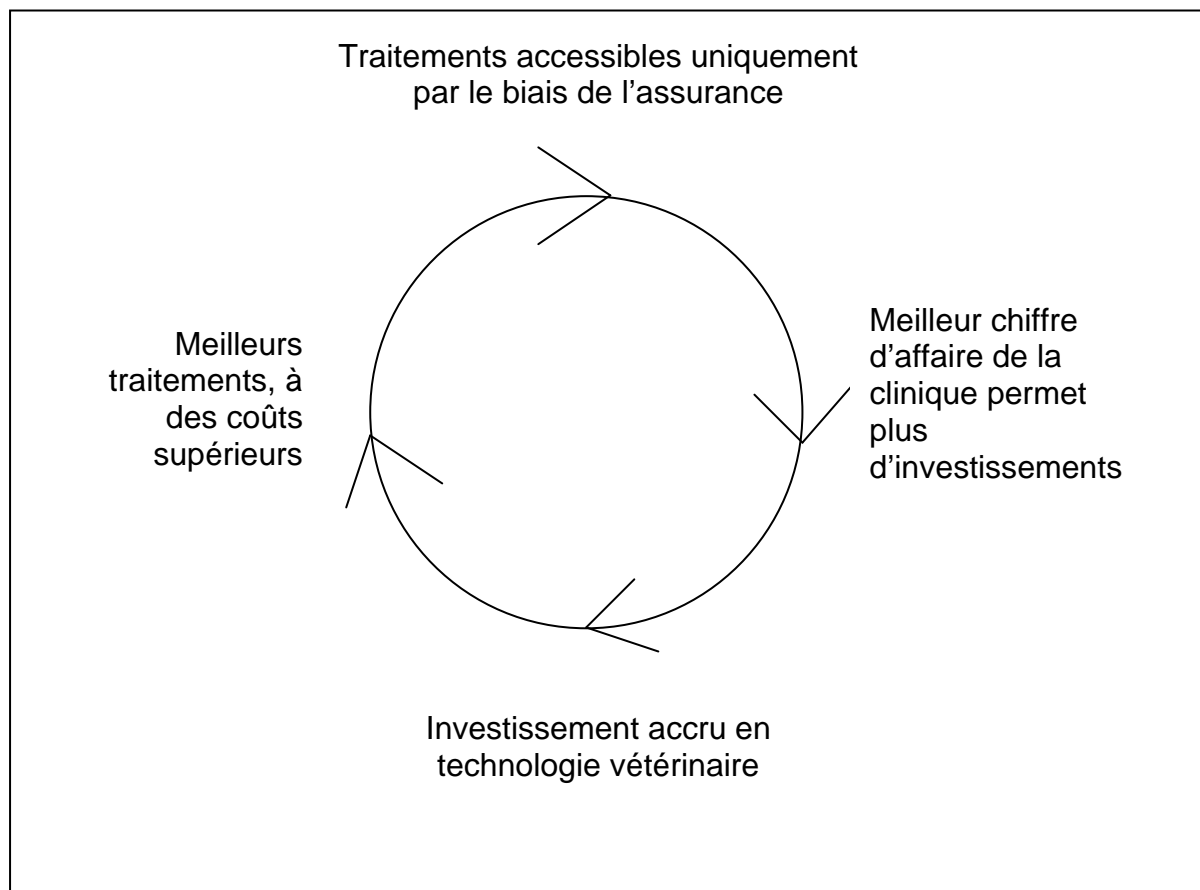 Traitements accessibles uniquement
par le biais de l’assurance
Meilleur chiffre
d’affaire de la
clinique permet
plus
d’investissements
Investissement accru en
technologie vétérinaire
Meilleurs
traitements, à
des coûts
supérieurs